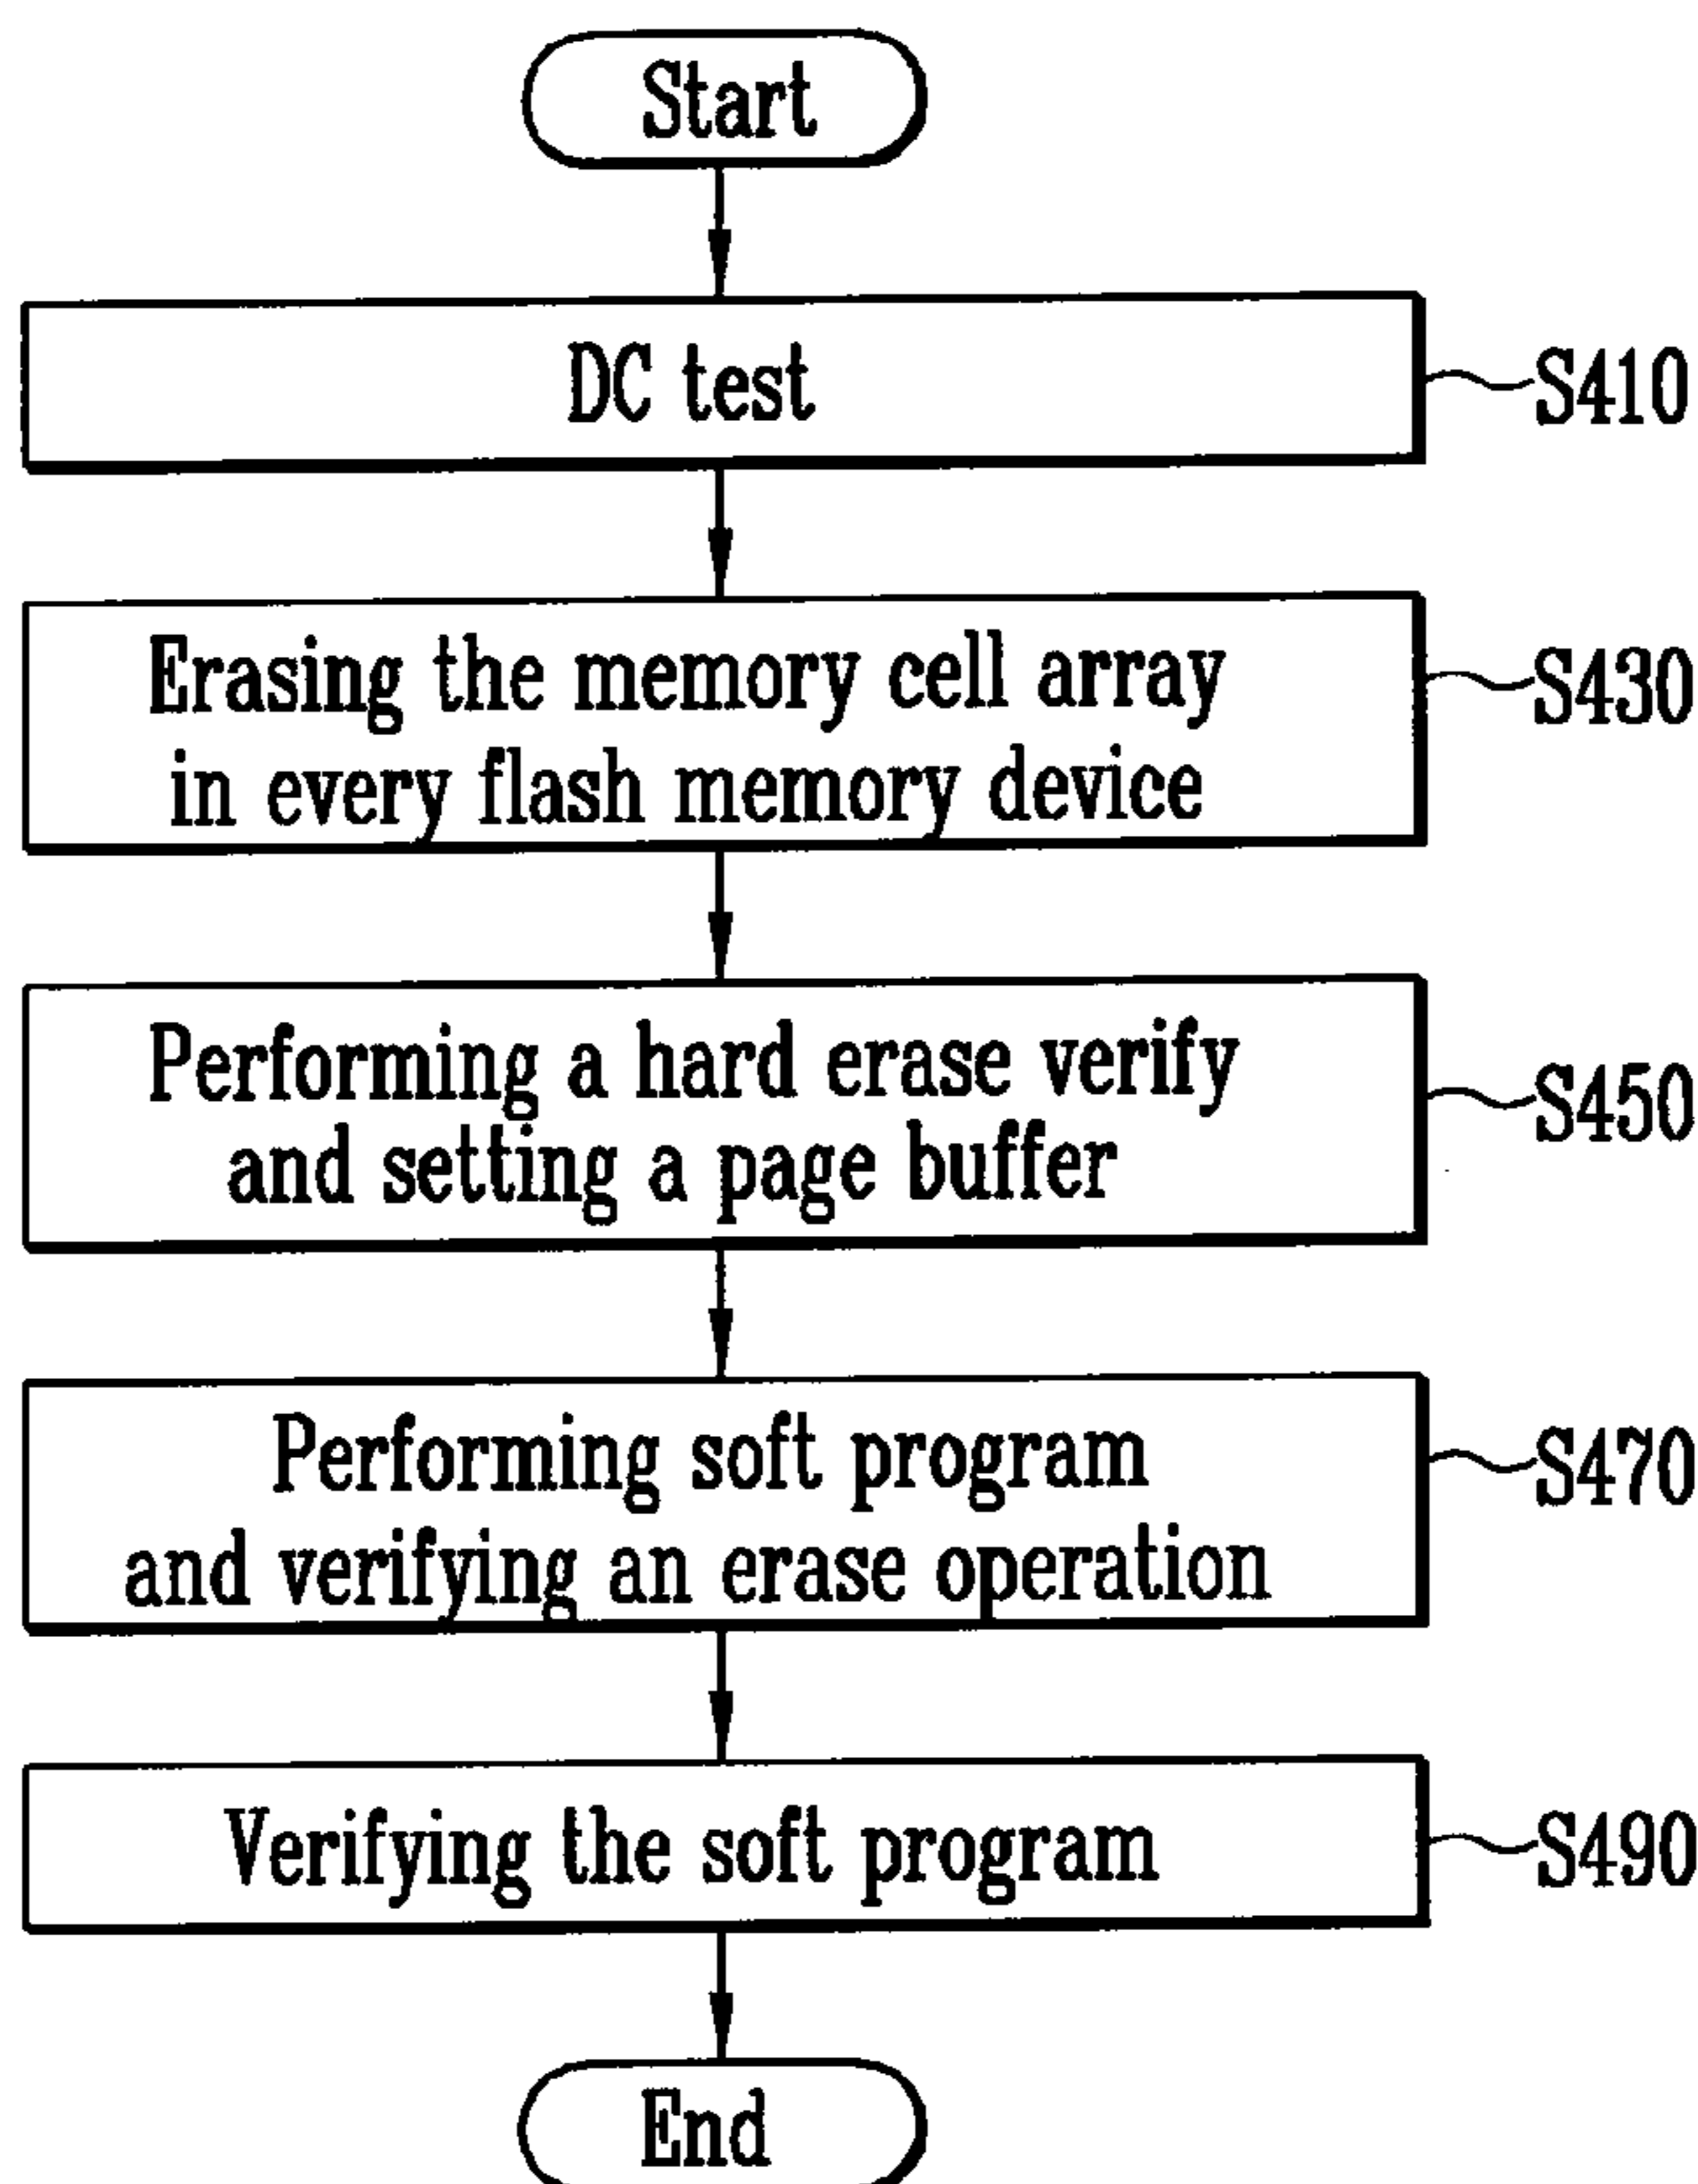 Start
DC test
S410
Erasing the memory cell array
in every flash memory device
S430
Performing a hard erase verify
and setting a page buffer
S450
Performing soft program
and verifying an erase operation
S470
Verifying the soft program
S490
End